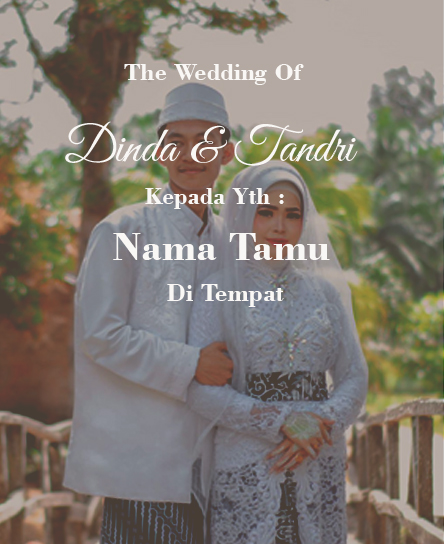 The Wedding Of
Dinda & Tandri
Kepada Yth :
Nama Tamu
Di Tempat